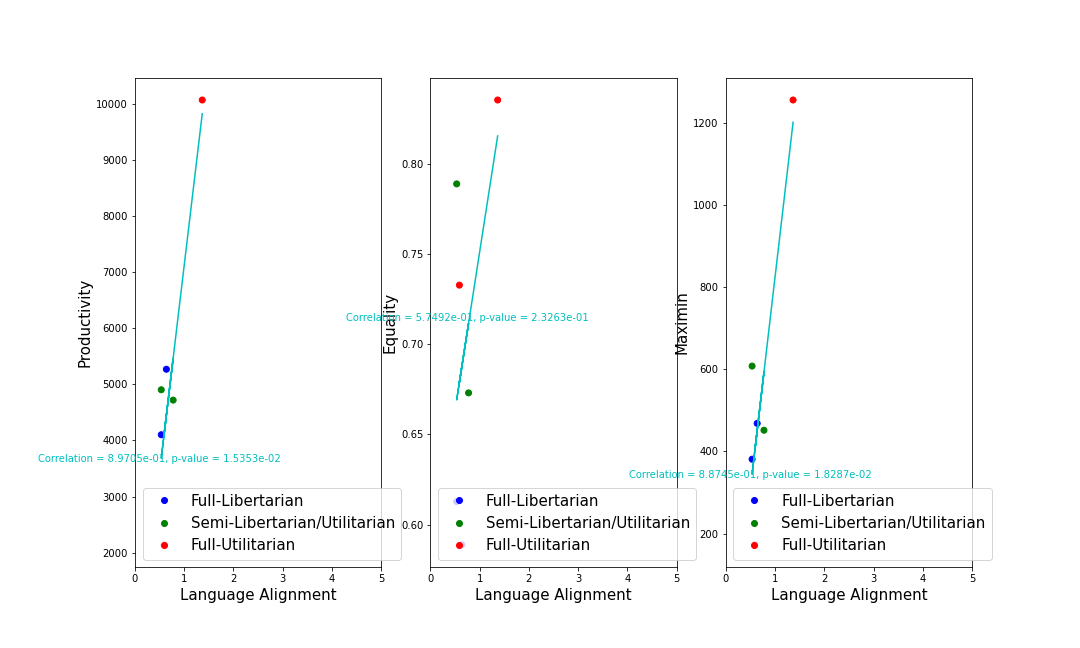 Productivity
10000
9000
8000
7000
6000
5000
4000
3000
2000
Correlation = 8.9705e-01, p-value = 1.5353e-02
Full-Libertarian
Semi-Libertarian/Utilitarian
Full-Utilitarian
0 1 2 3 4 5
Language Alignment
Equality
0.80
0.75
0.70
0.65
0.60
Correlation = 5.7492e-01, p-value = 2.3263e-01
Full-Libertarian
Semi-Libertarian/Utilitarian
Full-Utilitarian
0 1 2 3 4 5
Language Alignment
Maximin
1200
1000
800
600
400
200
Correlation = 8.8745e-01, p-value = 1.8287e-02
Full-Libertarian
Semi-Libertarian/Utilitarian
Full-Utilitarian
0 1 2 3 4 5
Language Alignment